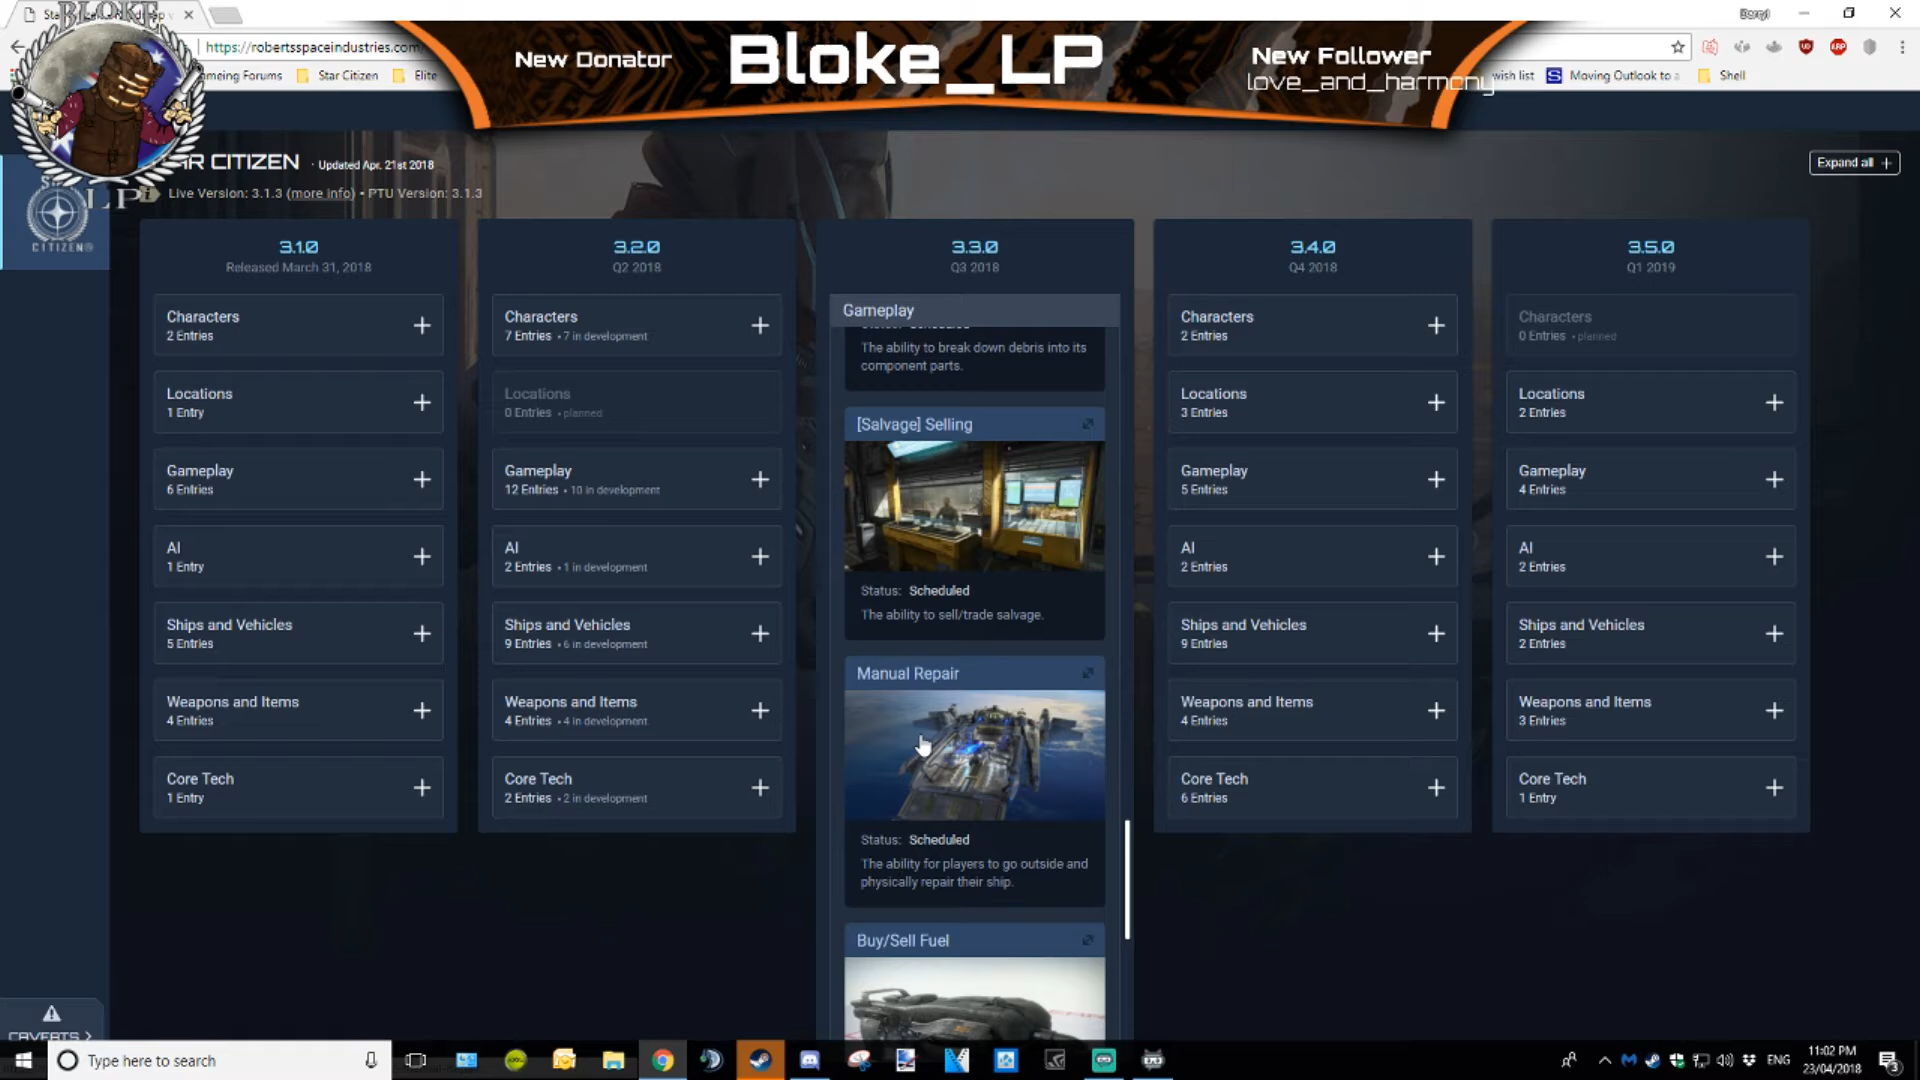 BLOKE
Sta
https://robertsspaceindustries.com
ameing Forums
Star Citizen
Elite
New Donator
Bloke_LP
New Follower
love_and_harmony
wish list
Moving Outlook to a
Shell
AR CITIZEN · Updated Apr. 21st 2018
Live Version: 3.1.3 (more info) • PTU Version: 3.1.3
LP
CITIZEN®
Expand all +
3.1.0
Released March 31, 2018
Characters
2 Entries
Locations
1 Entry
Gameplay
6 Entries
AI
1 Entry
Ships and Vehicles
5 Entries
Weapons and Items
4 Entries
Core Tech
1 Entry
3.2.0
Q2 2018
Characters
7 Entries • 7 in development
Locations
0 Entries • planned
Gameplay
12 Entries • 10 in development
AI
2 Entries • 1 in development
Ships and Vehicles
9 Entries • 6 in development
Weapons and Items
4 Entries • 4 in development
Core Tech
2 Entries • 2 in development
3.3.0
Q3 2018
Gameplay
Status: Scheduled
The ability to break down debris into its
component parts.
[Salvage] Selling
Status: Scheduled
The ability to sell/trade salvage.
Manual Repair
Status: Scheduled
The ability for players to go outside and
physically repair their ship.
Buy/Sell Fuel
3.4.0
Q4 2018
Characters
2 Entries
Locations
3 Entries
Gameplay
5 Entries
AI
2 Entries
Ships and Vehicles
9 Entries
Weapons and Items
4 Entries
Core Tech
6 Entries
3.5.0
Q1 2019
Characters
0 Entries • planned
Locations
2 Entries
Gameplay
4 Entries
AI
2 Entries
Ships and Vehicles
2 Entries
Weapons and Items
3 Entries
Core Tech
1 Entry
CAVEATS >
Type here to search
ENG
11:02 PM
23/04/2018
3